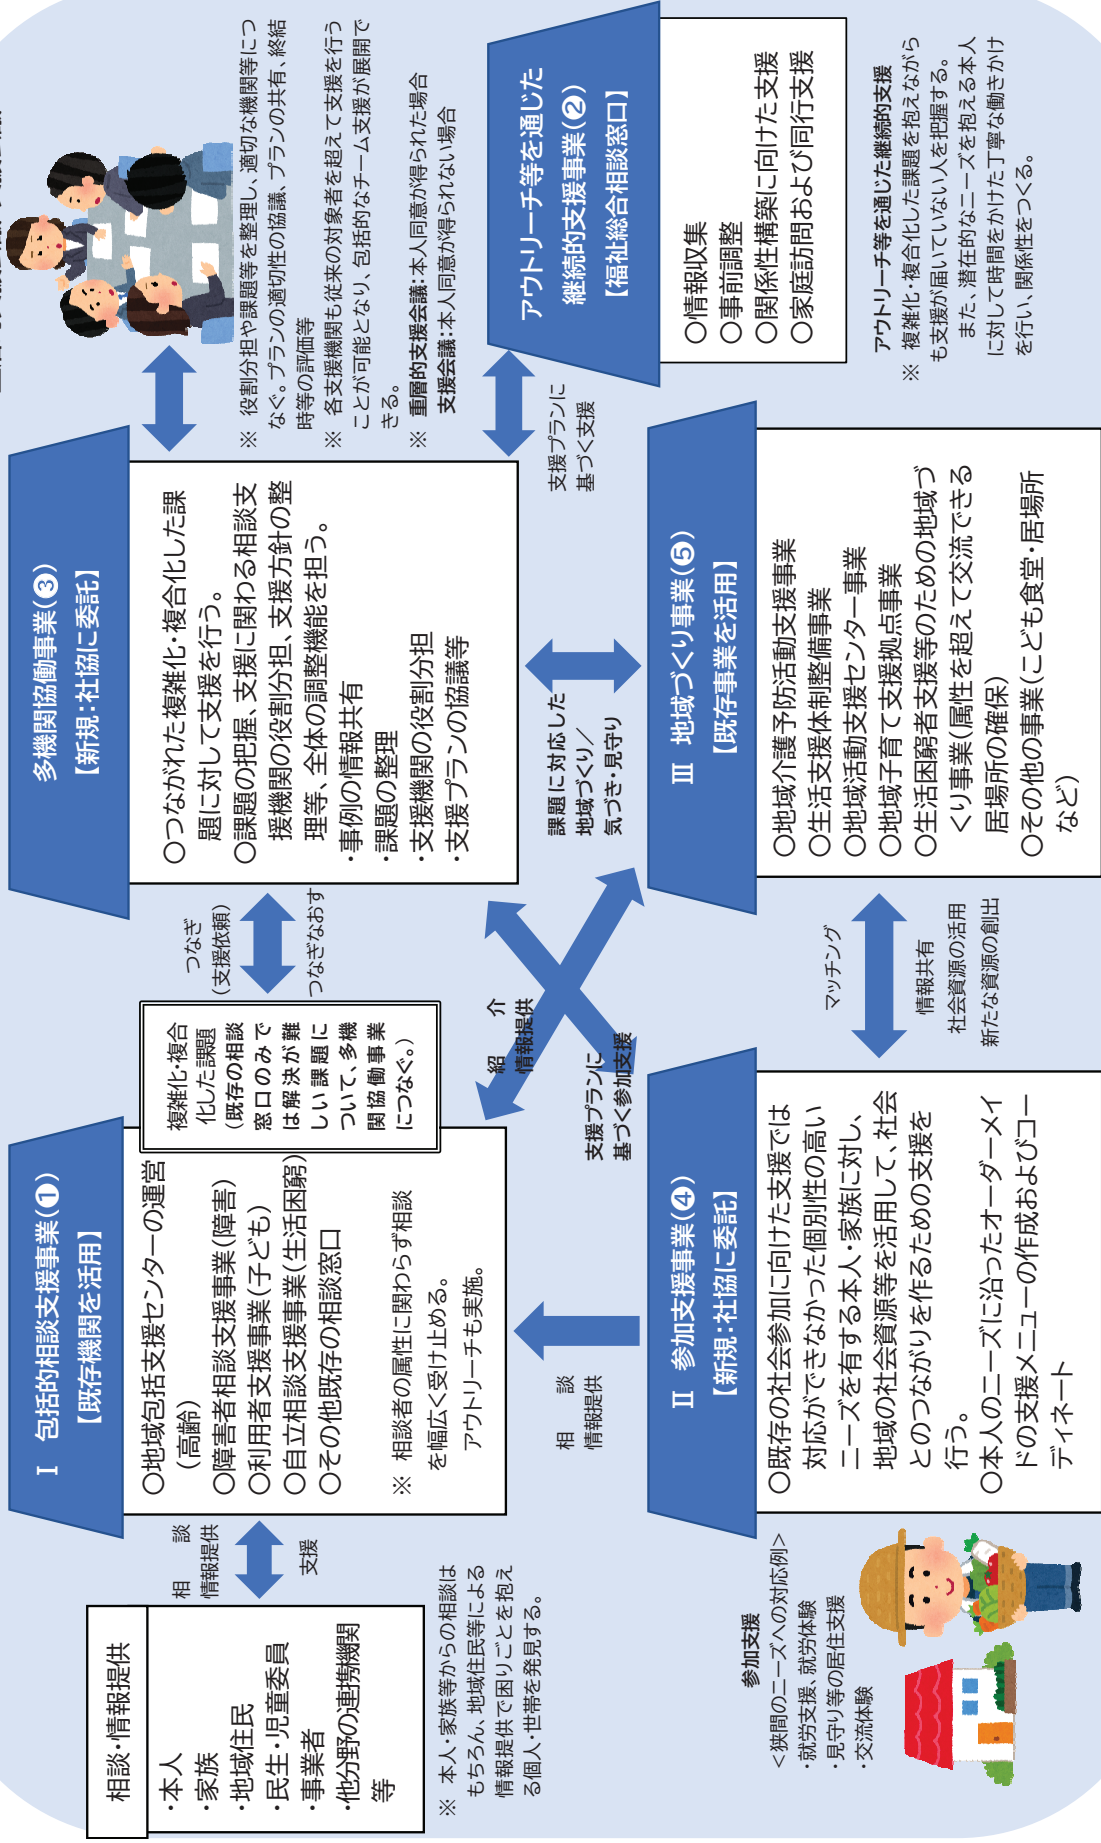 相談・情報提供
・本人
・家族
・地域住民
・民生・児童委員
・事業者
・他分野の連携機関
等
※ 本人・家族等からの相談は
もちろん、地域住民等による
情報提供で困りごとを抱え
る個人・世帯を発見する。
相　談
情報提供
支援
Ⅰ 包括的相談支援事業(❶)
【既存機関を活用】
○地域包括支援センターの運営
(高齢)
○障害者相談支援事業(障害)
○利用者支援事業(子ども)
○自立相談支援事業(生活困窮)
○その他既存の相談窓口
※ 相談者の属性に関わらず相談
を幅広く受け止める。
アウトリーチも実施。
複雑化・複合
化した課題
(既存の相談
窓口のみで
は解決が難
しい課題に
ついて、多機
関協働事業
につなぐ。)
つなぎ
(支援依頼)
つなぎなおす
多機関協働事業(❸)
【新規:社協に委託】
○つながれた複雑化・複合化した課
題に対して支援を行う。
○課題の把握、支援に関わる相談支
援機関の役割分担、支援方針の整
理等、全体の調整機能を担う。
・事例の情報共有
・課題の整理
・支援機関の役割分担
・支援プランの協議等
※ 役割分担や課題等を整理し、適切な機関等につ
なぐ。プランの適切性の協議、プランの共有、終結
時等の評価等
※ 各支援機関も従来の対象者を超えて支援を行う
ことが可能となり、包括的なチーム支援が展開で
きる。
※ 重層的支援会議:本人同意が得られた場合
支援会議:本人同意が得られない場合
支援プランに
基づく支援
アウトリーチ等を通じた
継続的支援事業(❷)
【福祉総合相談窓口】
○情報収集
○事前調整
○関係性構築に向けた支援
○家庭訪問および同行支援
アウトリーチ等を通じた継続的支援
※ 複雑化・複合化した課題を抱えながら
も支援が届いていない人を把握する。
また、潜在的なニーズを抱える本人
に対して時間をかけた丁寧な働きかけ
を行い、関係性をつくる。
相　談
情報提供
紹　介
情報提供
支援プランに
基づく参加支援
課題に対応した
地域づくり／
気づき・見守り
Ⅱ 参加支援事業(❹)
【新規:社協に委託】
○既存の社会参加に向けた支援では
対応ができなかった個別性の高い
ニーズを有する本人・家族に対し、
地域の社会資源等を活用して、社会
とのつながりを作るための支援を
行う。
○本人のニーズに沿ったオーダーメイ
ドの支援メニューの作成およびコー
ディネート
参加支援
<狭間のニーズへの対応例>
・就労支援、就労体験
・見守り等の居住支援
・交流体験
マッチング
情報共有
社会資源の活用
新たな資源の創出
Ⅲ 地域づくり事業(❺)
【既存事業を活用】
○地域介護予防活動支援事業
○生活支援体制整備事業
○地域活動支援センター事業
○地域子育て支援拠点事業
○生活困窮者支援等のための地域づ
くり事業(属性を超えて交流できる
居場所の確保)
○その他の事業(こども食堂・居場所
など)